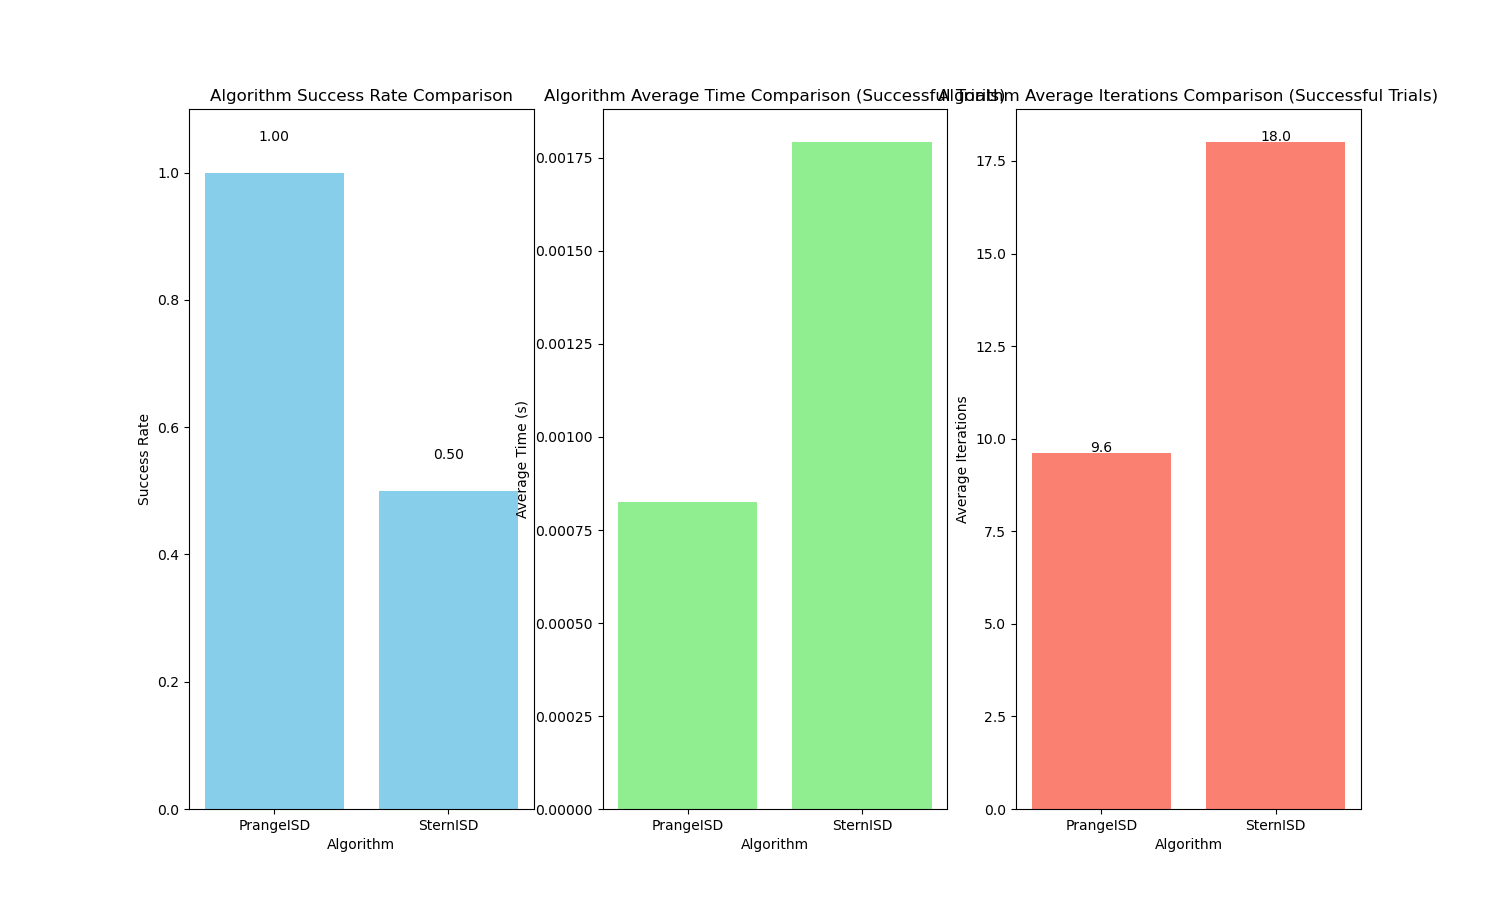 Algorithm Success Rate Comparison
1.00
0.50
1.0
0.8
0.6
0.4
0.2
0.0
Success Rate
PrangeISD
SternISD
Algorithm
Algorithm Average Time Comparison (Successful Trials)
0.00175
0.00150
0.00125
0.00100
0.00075
0.00050
0.00025
0.00000
Average Time (s)
PrangeISD
SternISD
Algorithm
Algorithm Average Iterations Comparison (Successful Trials)
18.0
9.6
17.5
15.0
12.5
10.0
7.5
5.0
2.5
0.0
Average Iterations
PrangeISD
SternISD
Algorithm